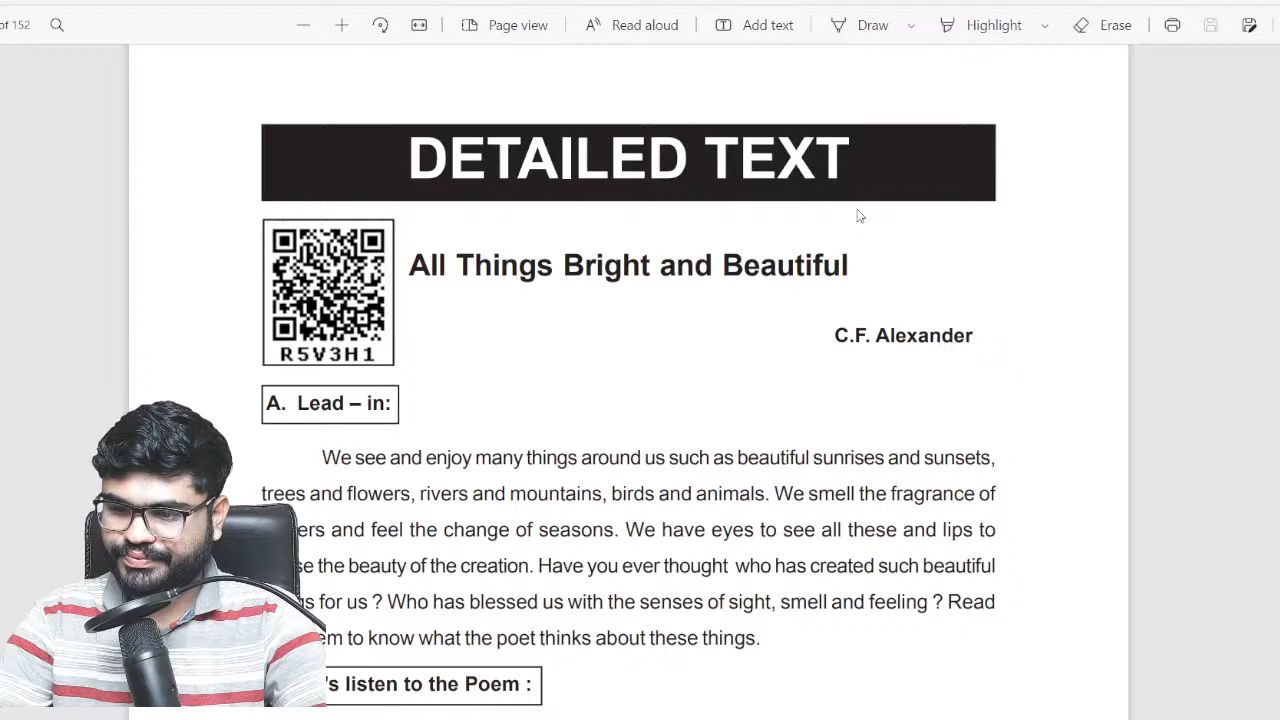 of 152
Page view
Read aloud
Add text
Draw
Highlight
Erase
DETAILED TEXT
All Things Bright and Beautiful
R5V3H1
C.F. Alexander
A. Lead – in:
We see and enjoy many things around us such as beautiful sunrises and sunsets,
trees and flowers, rivers and mountains, birds and animals. We smell the fragrance of
ers and feel the change of seasons. We have eyes to see all these and lips to
se the beauty of the creation. Have you ever thought who has created such beautiful
s for us ? Who has blessed us with the senses of sight, smell and feeling ? Read
em to know what the poet thinks about these things.
's listen to the Poem :